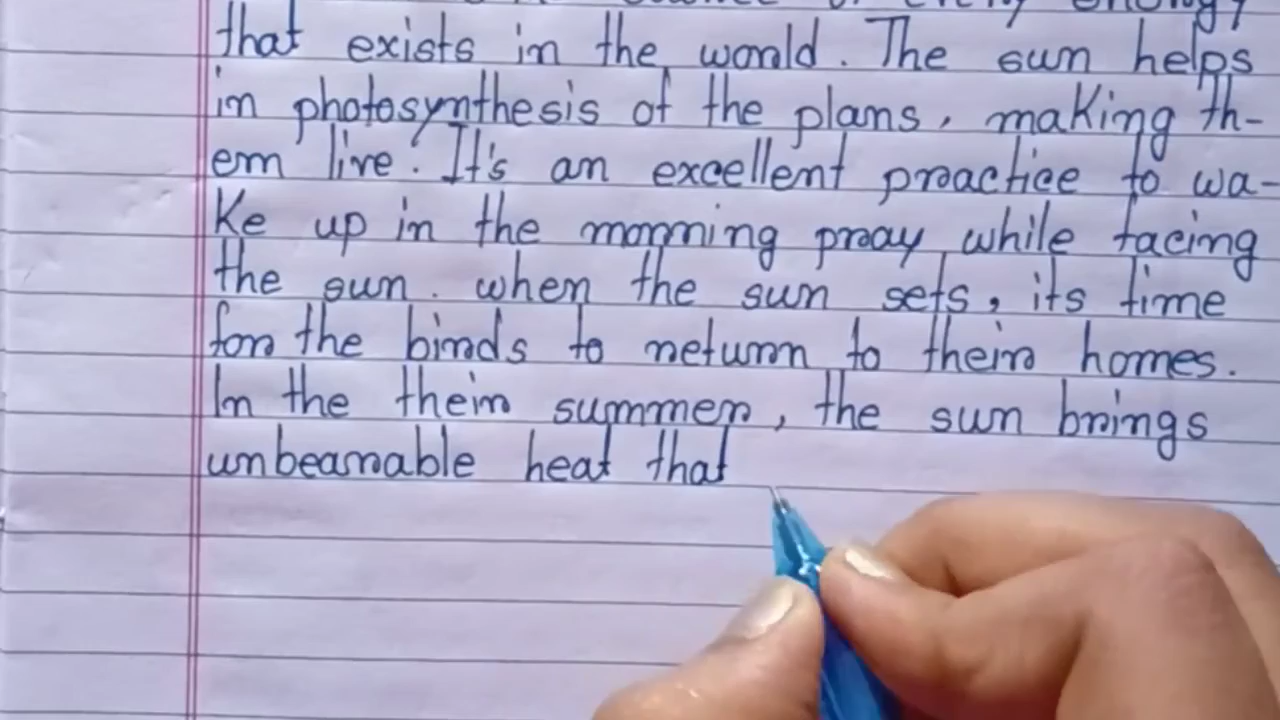 that exists in the world. The sun helps
in photosynthesis of the plans, making th-
em live. It's an excellent practice to wa-
ke up in the morning pray while facing
the sun. when the sun sets, its time
for the birds to return to their homes.
In the their summer, the sun brings
unbearable heat that